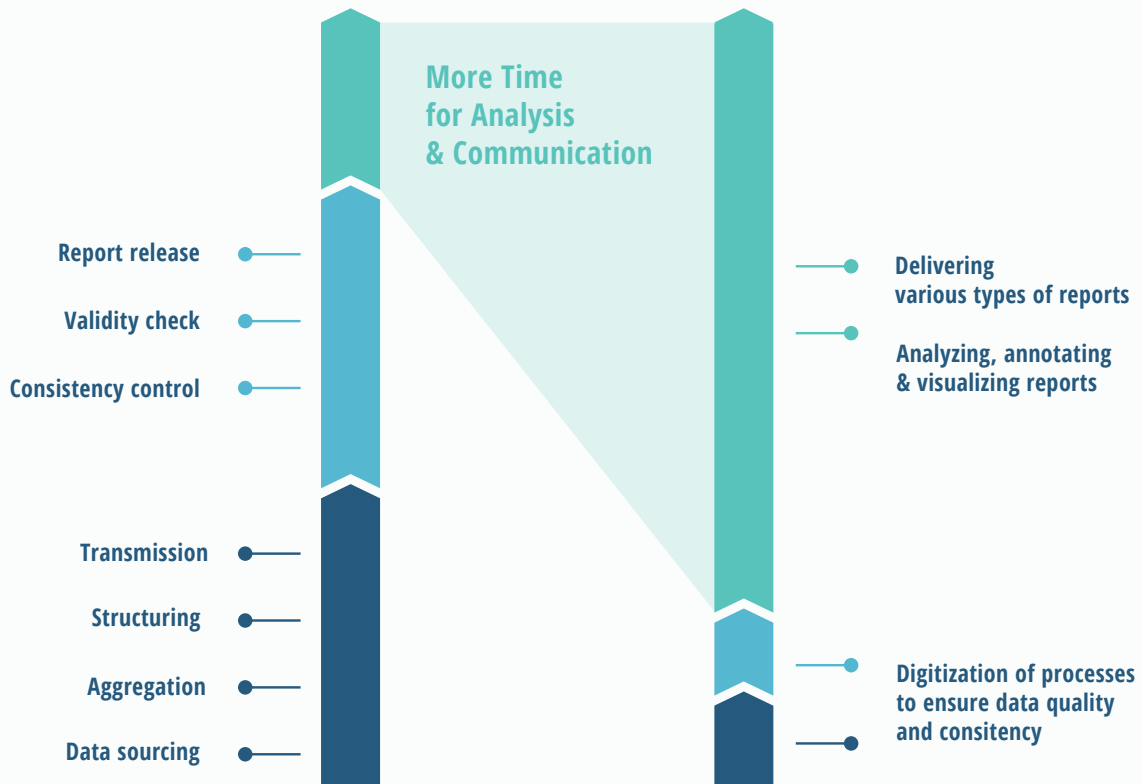 More Time
for Analysis
& Communication
Report release
Validity check
Consistency control
Transmission
Structuring
Aggregation
Data sourcing
Delivering
various types of reports
Analyzing, annotating
& visualizing reports
Digitization of processes
to ensure data quality
and consitency